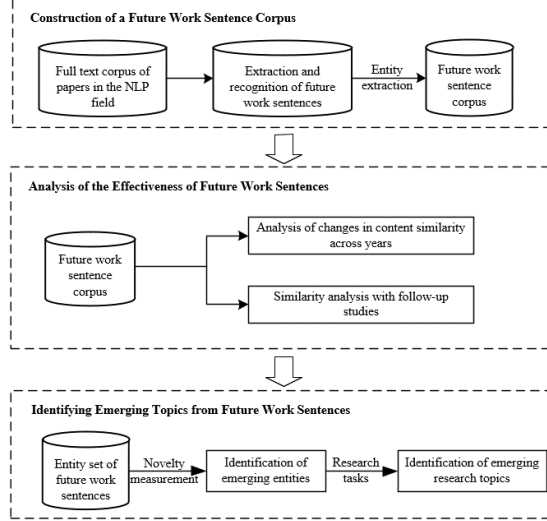 Construction of a Future Work Sentence Corpus
Full text corpus of
papers in the NLP
field
Extraction and
recognition of future
work sentences
Entity
extraction
Future work
sentence
corpus
Analysis of the Effectiveness of Future Work Sentences
Future work
sentence
corpus
Analysis of changes in content similarity
across years
Similarity analysis with follow-up
studies
Identifying Emerging Topics from Future Work Sentences
Entity set of
future work
sentences
Novelty
measurement
Identification of
emerging entities
Research
tasks
Identification of emerging
research topics